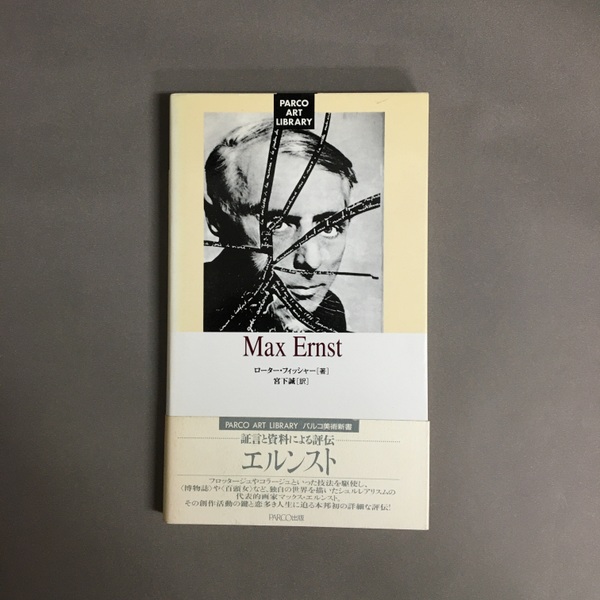 PARCO
ART
LIBRARY
Max Ernst
ローター・フィッシャー[著]
宮下誠[訳]
PARCO ART LIBRARY パルコ美術新書
証言と資料による評伝
エルンスト
フロッタージュやコラージュといった技法を駆使し、
〈博物誌〉や〈百頭女〉など、独自の世界を描いたシュルレアリスムの
代表的画家マックス・エルンスト。
その創作活動の鍵と恋多き人生に迫る本邦初の詳細な評伝!
PARCO出版